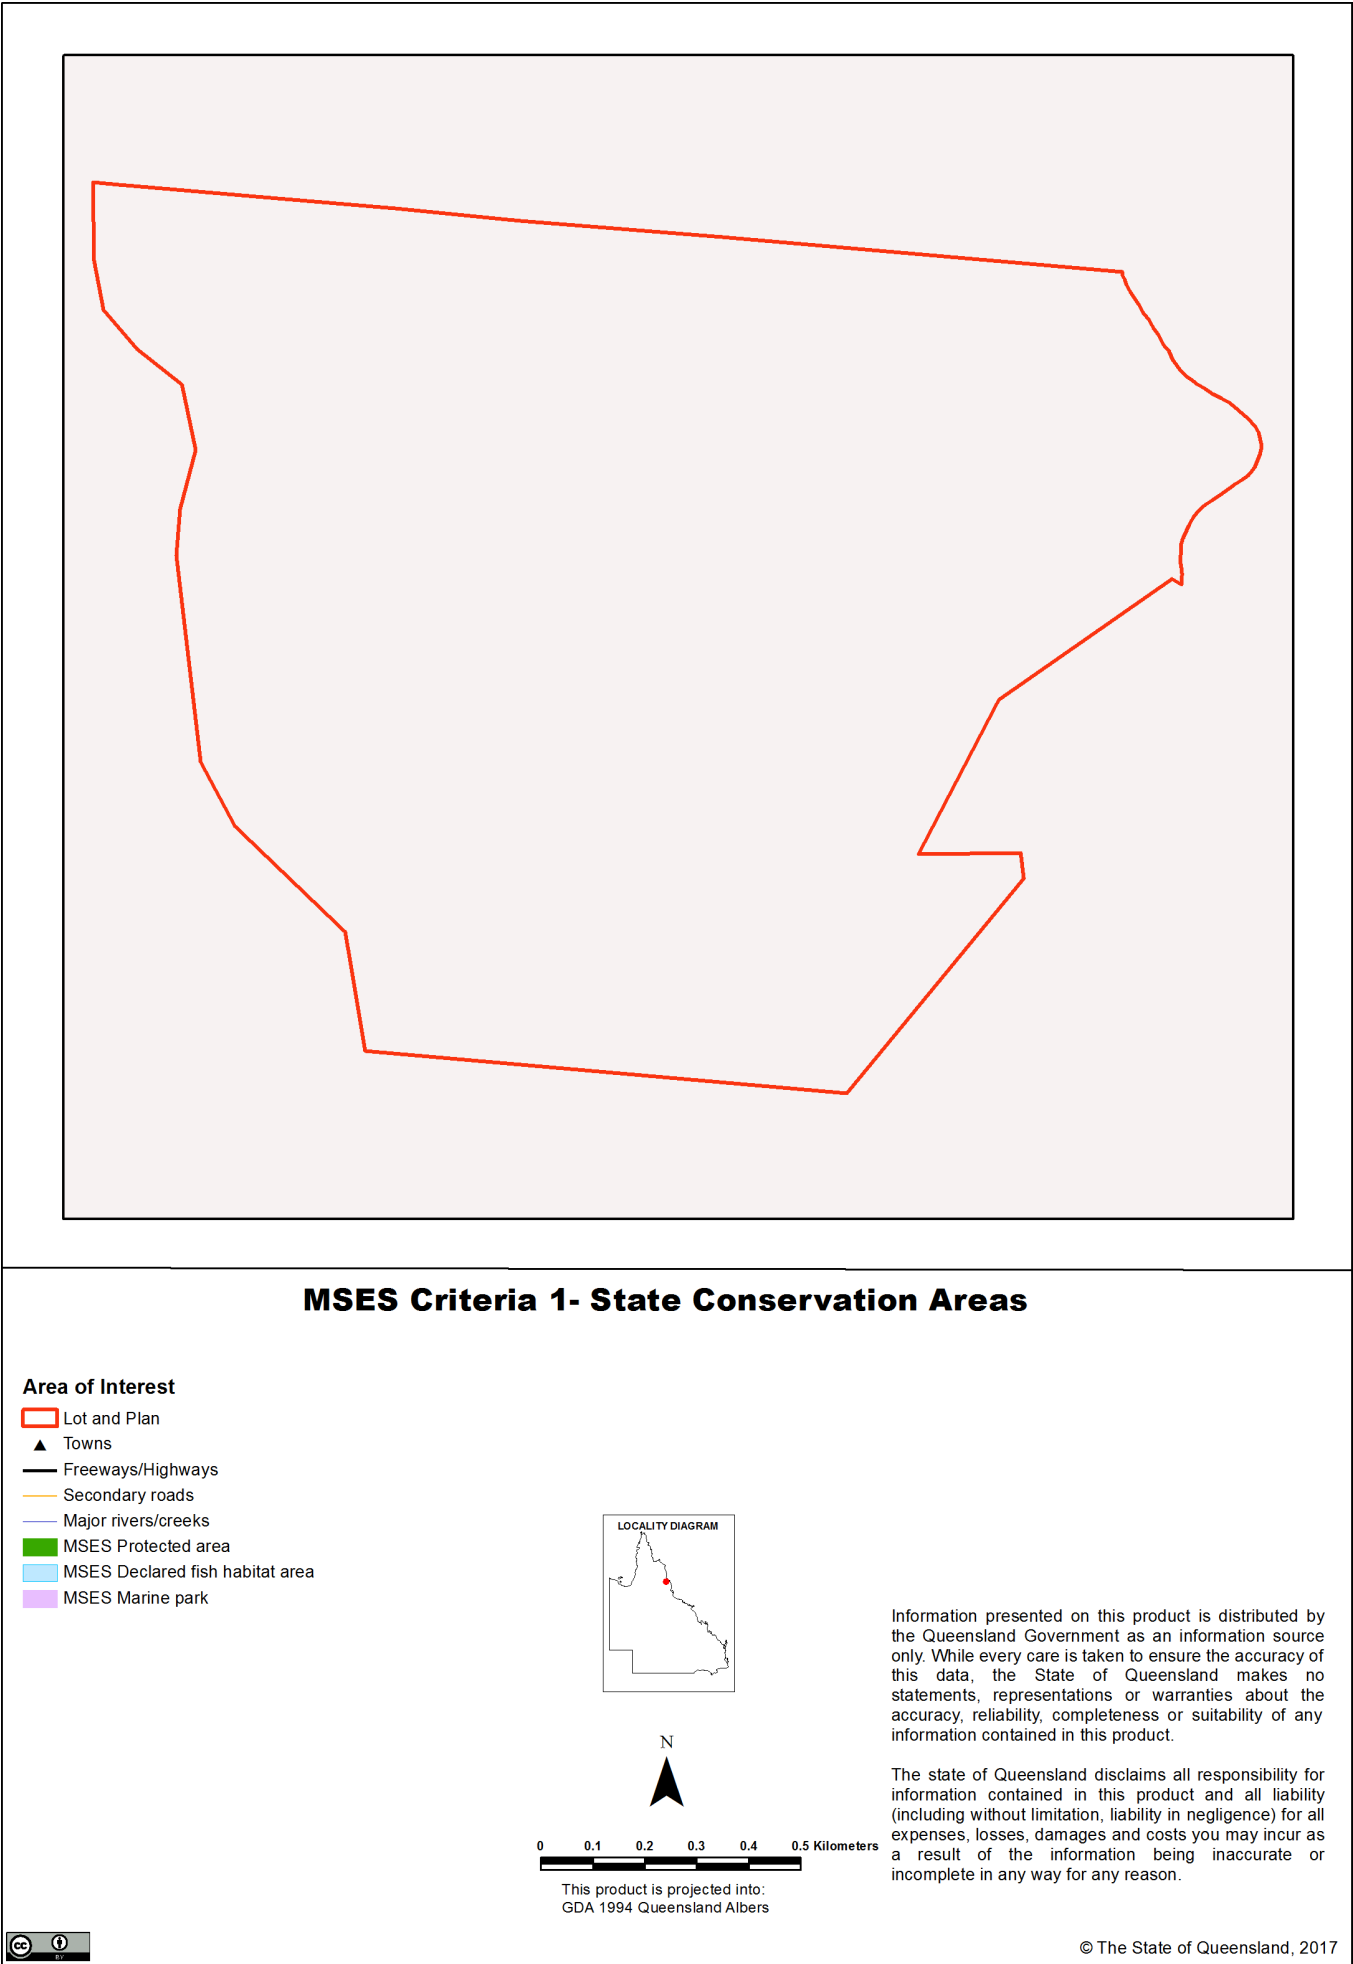 MSES Criteria 1- State Conservation Areas
Area of Interest
Lot and Plan
Towns
Freeways/Highways
Secondary roads
Major rivers/creeks
MSES Protected area
MSES Declared fish habitat area
MSES Marine park
LOCALITY DIAGRAM
N
0 0.1 0.2 0.3 0.4 0.5 Kilometers
This product is projected into:
GDA 1994 Queensland Albers
Information presented on this product is distributed by
the Queensland Government as an information source
only. While every care is taken to ensure the accuracy of
this data, the State of Queensland makes no
statements, representations or warranties about the
accuracy, reliability, completeness or suitability of any
information contained in this product.
The state of Queensland disclaims all responsibility for
information contained in this product and all liability
(including without limitation, liability in negligence) for all
expenses, losses, damages and costs you may incur as
a result of the information being inaccurate or
incomplete in any way for any reason.
cc
BY
© The State of Queensland, 2017